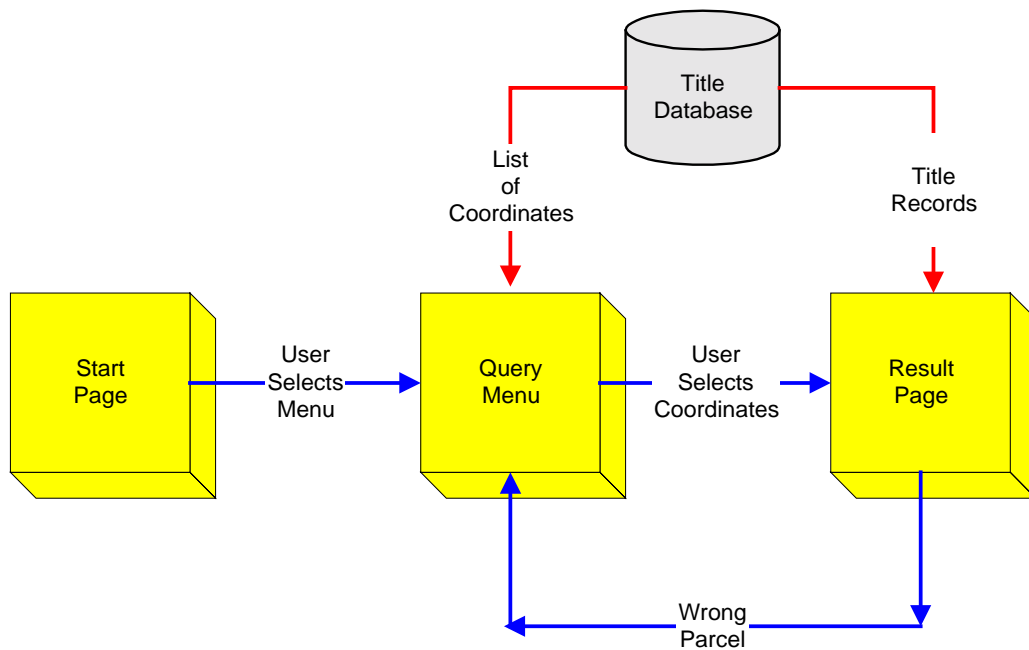 Title
Database
List
of
Coordinates
Title
Records
Start
Page
User
Selects
Menu
Query
Menu
User
Selects
Coordinates
Result
Page
Wrong
Parcel